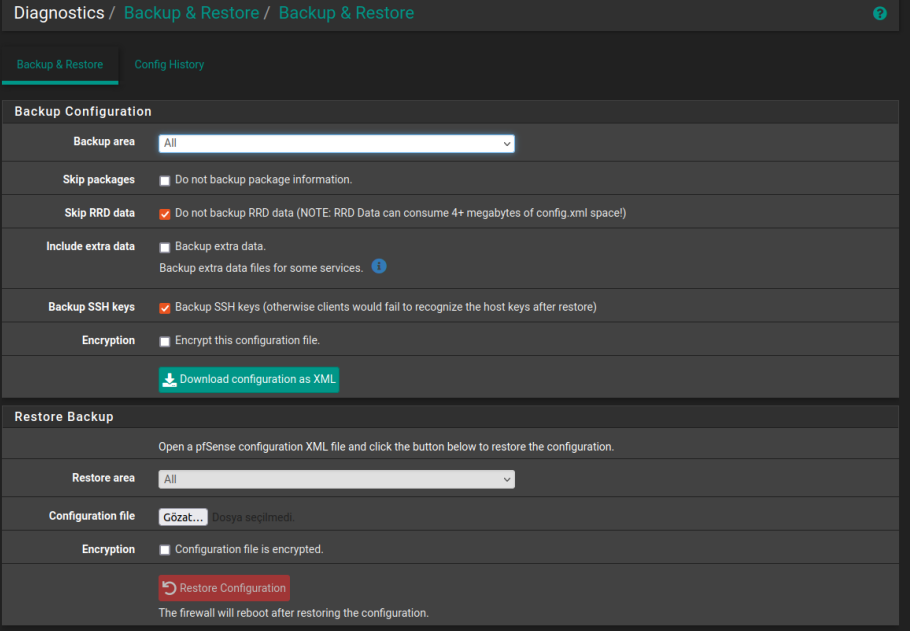 Diagnostics / Backup & Restore / Backup & Restore
Backup & Restore
Config History
Backup Configuration
Backup area
All
Skip packages
Do not backup package information.
Skip RRD data
Do not backup RRD data (NOTE: RRD Data can consume 4+ megabytes of config.xml space!)
Include extra data
Backup extra data.
Backup extra data files for some services.
Backup SSH keys
Backup SSH keys (otherwise clients would fail to recognize the host keys after restore)
Encryption
Encrypt this configuration file.
Download configuration as XML
Restore Backup
Open a pfSense configuration XML file and click the button below to restore the configuration.
Restore area
All
Configuration file
Gözat... Dosya seçilmedi.
Encryption
Configuration file is encrypted.
Restore Configuration
The firewall will reboot after restoring the configuration.